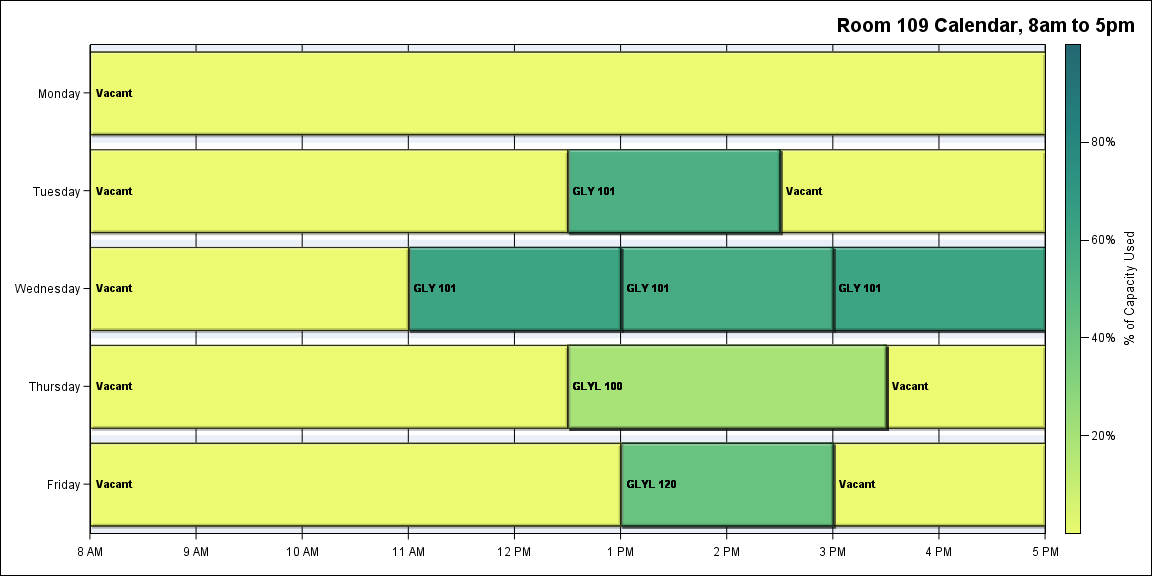 Room 109 Calendar, 8am to 5pm
Monday
Vacant
Tuesday
Vacant
GLY 101
Vacant
Wednesday
Vacant
GLY 101
GLY 101
GLY 101
Thursday
Vacant
GLYL 100
Vacant
Friday
Vacant
GLYL 120
Vacant
8 AM
9 AM
10 AM
11 AM
12 PM
1 PM
2 PM
3 PM
4 PM
5 PM
80%
60%
40%
20%
% of Capacity Used